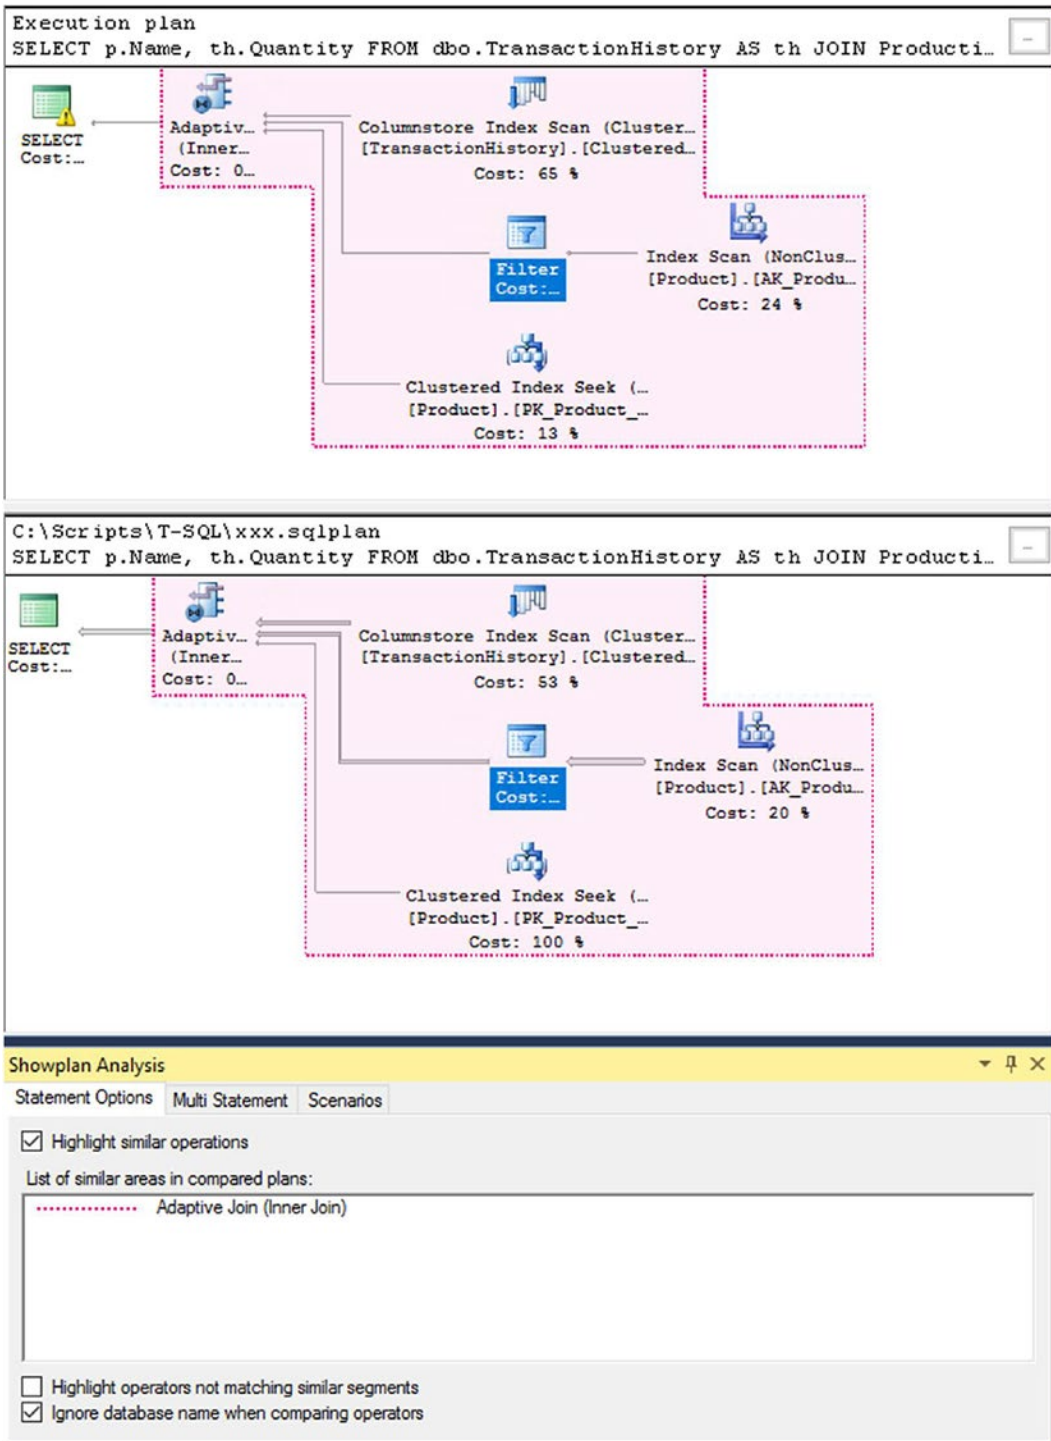 Execution plan
SELECT p.Name, th.Quantity FROM dbo.TransactionHistory AS th JOIN Producti…
...
SELECT
Cost:…
Adaptiv…
(Inner…
Cost: 0…
Columnstore Index Scan (Cluster…
[TransactionHistory].[Clustered…
Cost: 65 %
Filter
Cost:…
Index Scan (NonClus…
[Product].[AK_Produ…
Cost: 24 %
Clustered Index Seek (…
[Product].[PK_Product_…
Cost: 13 %
C:\Scripts\T-SQL\xxx.sqlplan
SELECT p.Name, th.Quantity FROM dbo.TransactionHistory AS th JOIN Producti…
...
SELECT
Cost:…
Adaptiv…
(Inner…
Cost: 0…
Columnstore Index Scan (Cluster…
[TransactionHistory].[Clustered…
Cost: 53 %
Filter
Cost:…
Index Scan (NonClus…
[Product].[AK_Produ…
Cost: 20 %
Clustered Index Seek (…
[Product].[PK_Product_…
Cost: 100 %
Showplan Analysis
Statement Options Multi Statement Scenarios
Highlight similar operations
List of similar areas in compared plans:
Adaptive Join (Inner Join)
Highlight operators not matching similar segments
Ignore database name when comparing operators